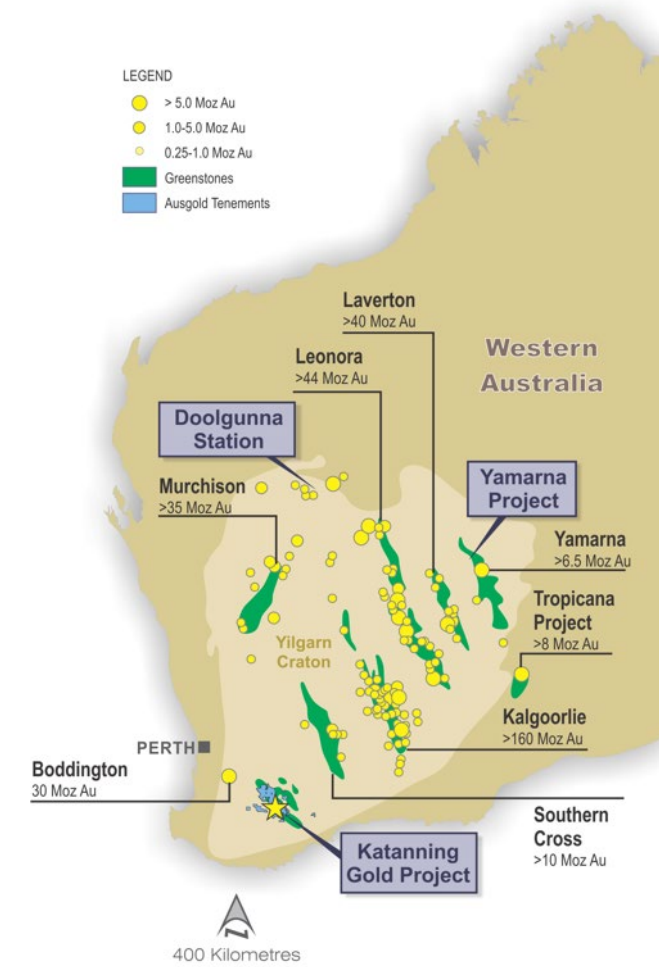 LEGEND
> 5.0 Moz Au
1.0-5.0 Moz Au
0.25-1.0 Moz Au
Greenstones
Ausgold Tenements
Laverton
>40 Moz Au
Leonora
>44 Moz Au
Western
Australia
Doolgunna
Station
Murchison
>35 Moz Au
Yamarna
Project
Yamarna
>6.5 Moz Au
Tropicana
Project
>8 Moz Au
Yilgarn
Craton
Kalgoorlie
>160 Moz Au
PERTH
Boddington
30 Moz Au
Southern
Cross
>10 Moz Au
Katanning
Gold Project
N
400 Kilometres